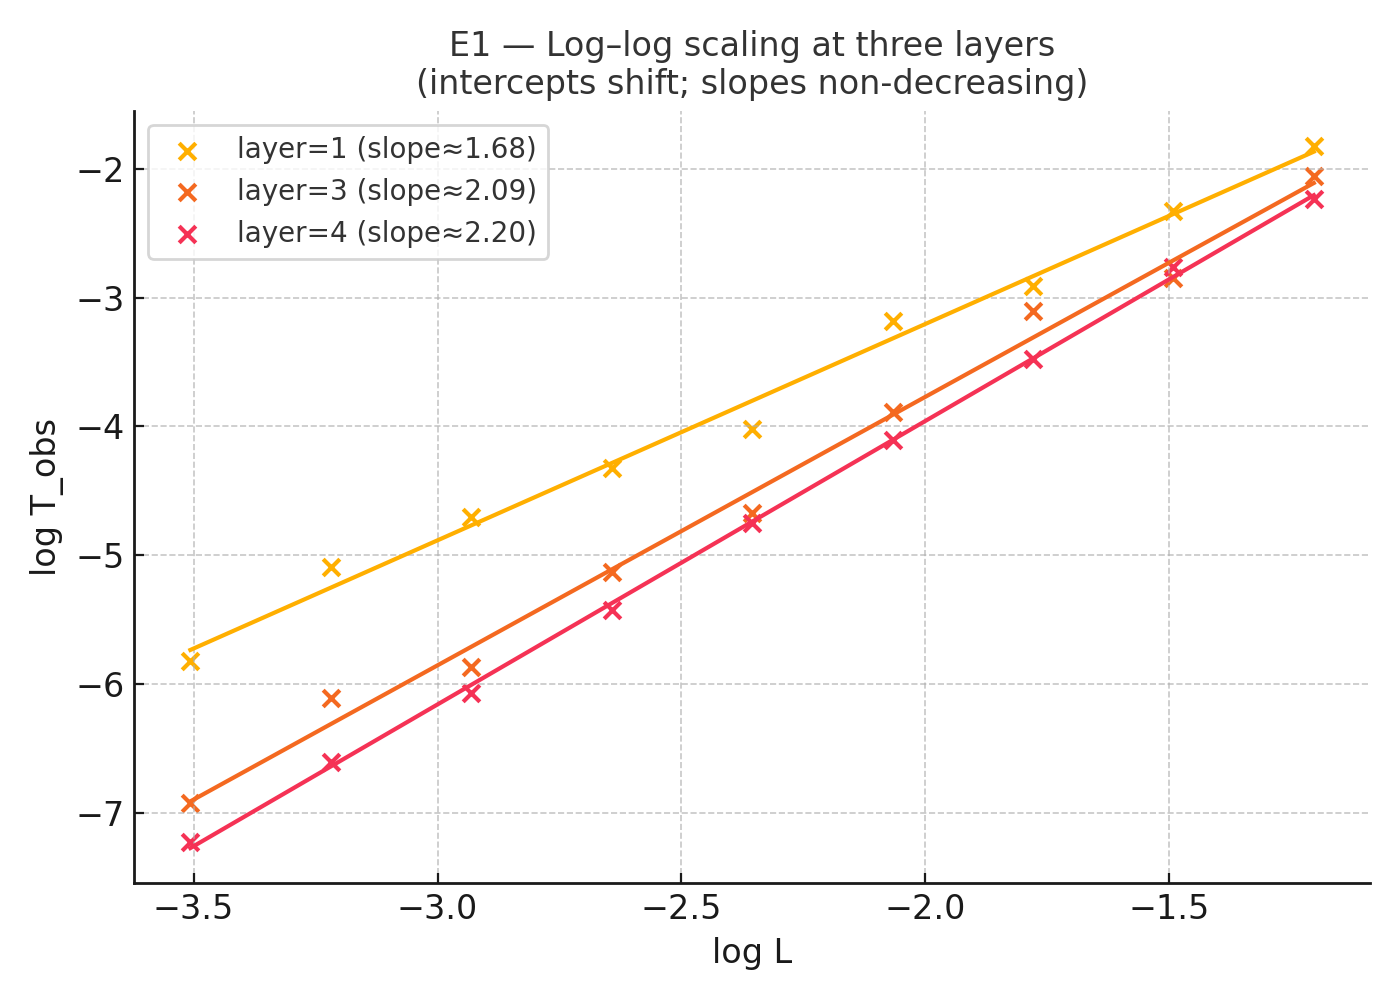 E1 — Log–log scaling at three layers
(intercepts shift; slopes non-decreasing)
layer=1 (slope≈1.68)
layer=3 (slope≈2.09)
layer=4 (slope≈2.20)
−2
−3
−4
−5
−6
−7
log T_obs
−3.5
−3.0
−2.5
−2.0
−1.5
log L